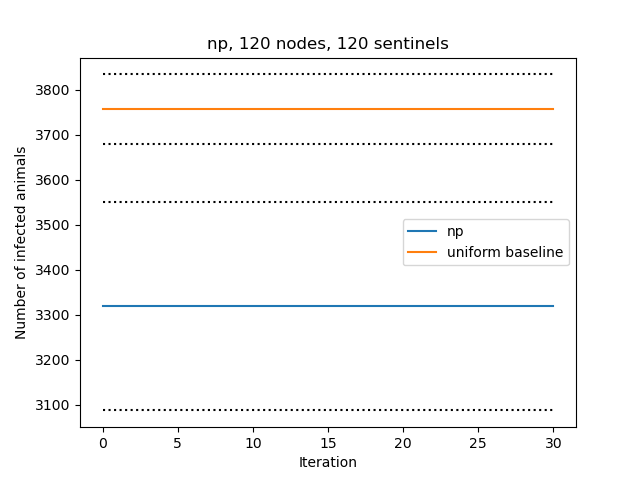 np, 120 nodes, 120 sentinels
Number of infected animals
3800
3700
3600
3500
3400
3300
3200
3100
np
uniform baseline
0 5 10 15 20 25 30
Iteration